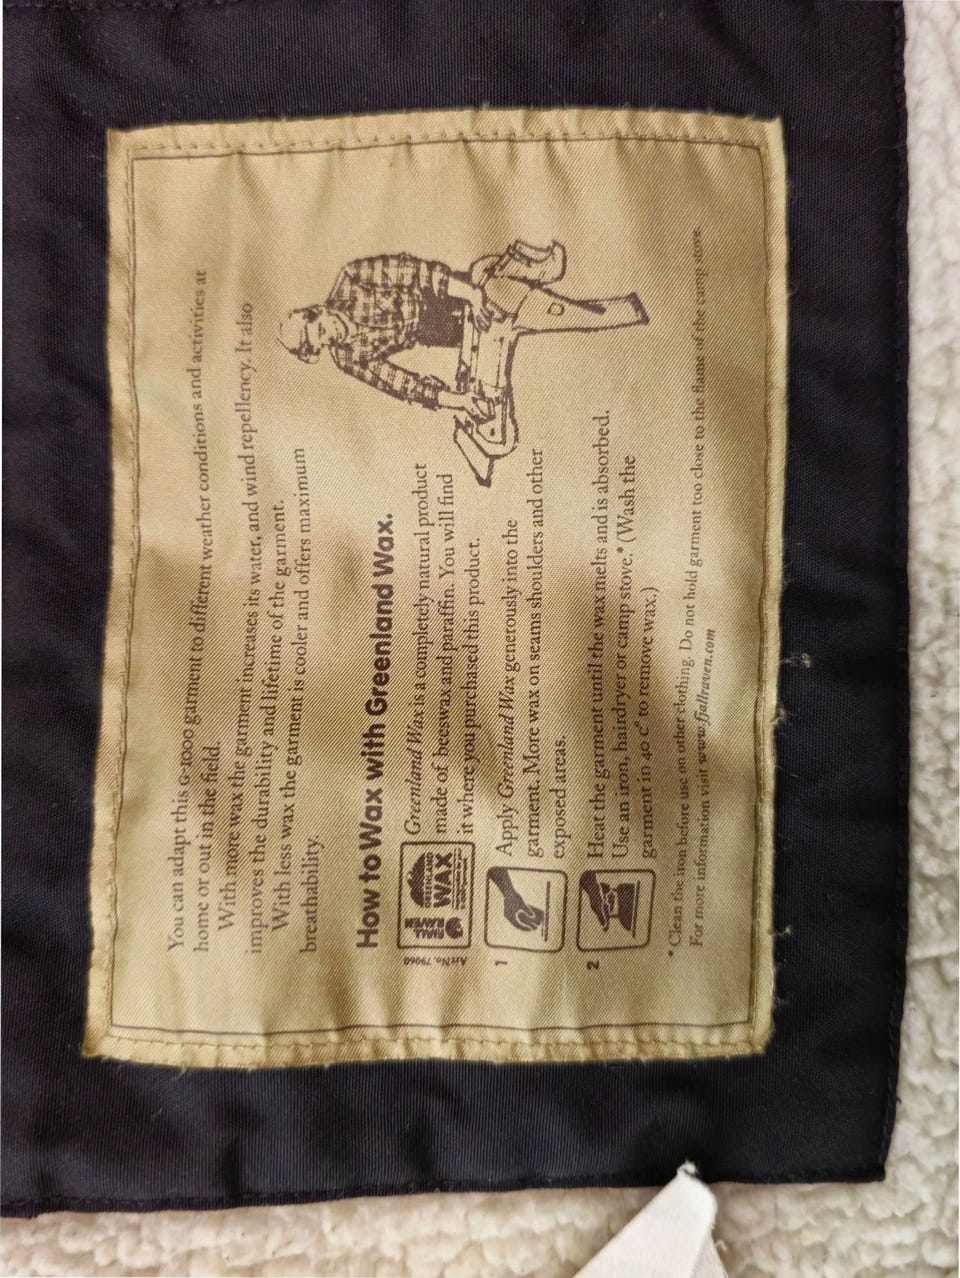 You can adapt this G-1000 garment to different weather conditions and activities at
home or out in the field.
With more wax the garment increases its water, and wind repellency. It also
improves the durability and lifetime of the garment.
With less wax the garment is cooler and offers maximum
breathability.
How to Wax with Greenland Wax.
ArtNo. 79060
FJÄLL
RÄVEN
GREENLAND
WAX
Greenland Wax is a completely natural product
made of beeswax and paraffin. You will find
it where you purchased this product.
1
Apply Greenland Wax generously into the
garment. More wax on seams shoulders and other
exposed areas.
2
Heat the garment until the wax melts and is absorbed.
Use an iron, hairdryer or camp stove.* (Wash the
garment in 40 c° to remove wax.)
* Clean the iron before use on other clothing. Do not hold garment too close to the flame of the camp stove.
For more information visit www.fjallraven.com